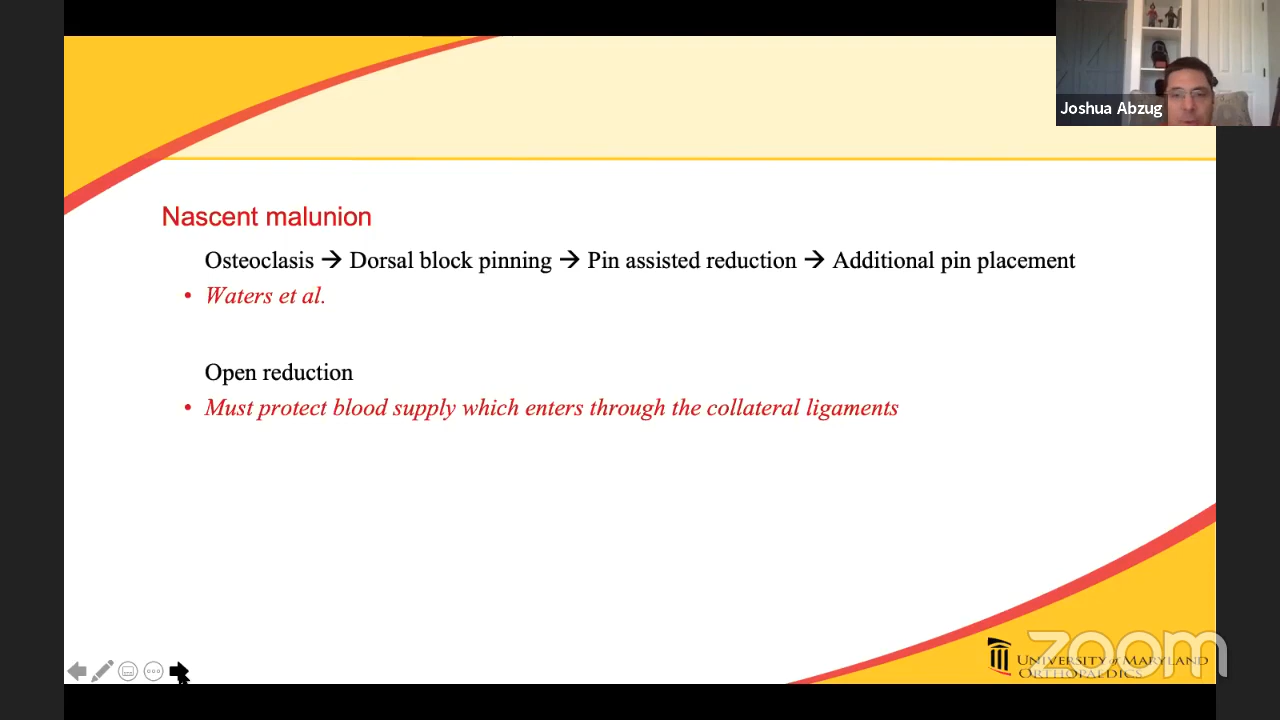 Joshua Abzug
Nascent malunion
Osteoclasis → Dorsal block pinning → Pin assisted reduction → Additional pin placement
• Waters et al.
Open reduction
• Must protect blood supply which enters through the collateral ligaments
zoom
UNIVERSITY of MARYLAND
ORTHOPAEDICS